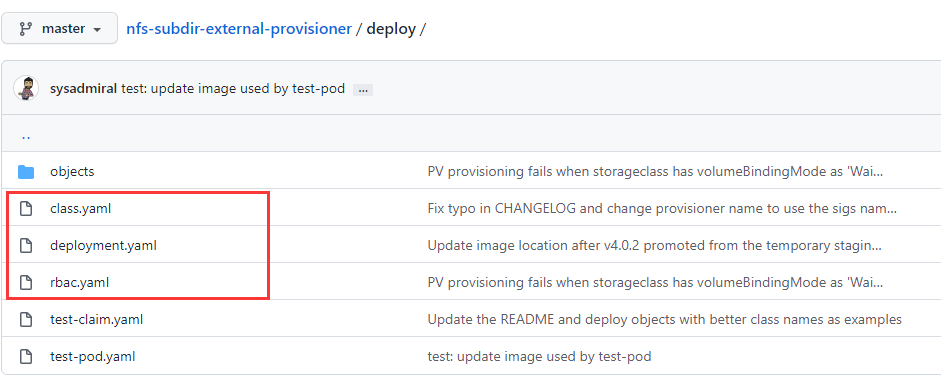 master nfs-subdir-external-provisioner / deploy /
sysadmiral test: update image used by test-pod ...
..
objects PV provisioning fails when storageclass has volumeBindingMode as 'Wai...
class.yaml Fix typo in CHANGELOG and change provisioner name to use the sigs nam...
deployment.yaml Update image location after v4.0.2 promoted from the temporary stagin...
rbac.yaml PV provisioning fails when storageclass has volumeBindingMode as 'Wai...
test-claim.yaml Update the README and deploy objects with better class names as examples
test-pod.yaml test: update image used by test-pod